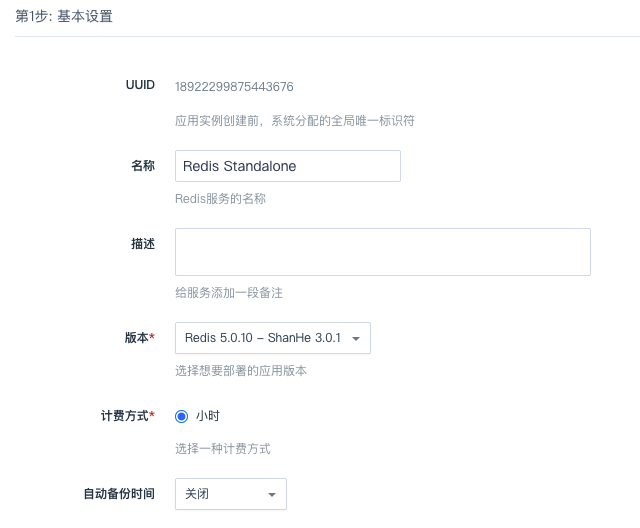 第1步: 基本设置
UUID 18922299875443676
应用实例创建前，系统分配的全局唯一标识符
名称 Redis Standalone
Redis服务的名称
描述
给服务添加一段备注
版本* Redis 5.0.10 – ShanHe 3.0.1
选择想要部署的应用版本
计费方式* 小时
选择一种计费方式
自动备份时间 关闭